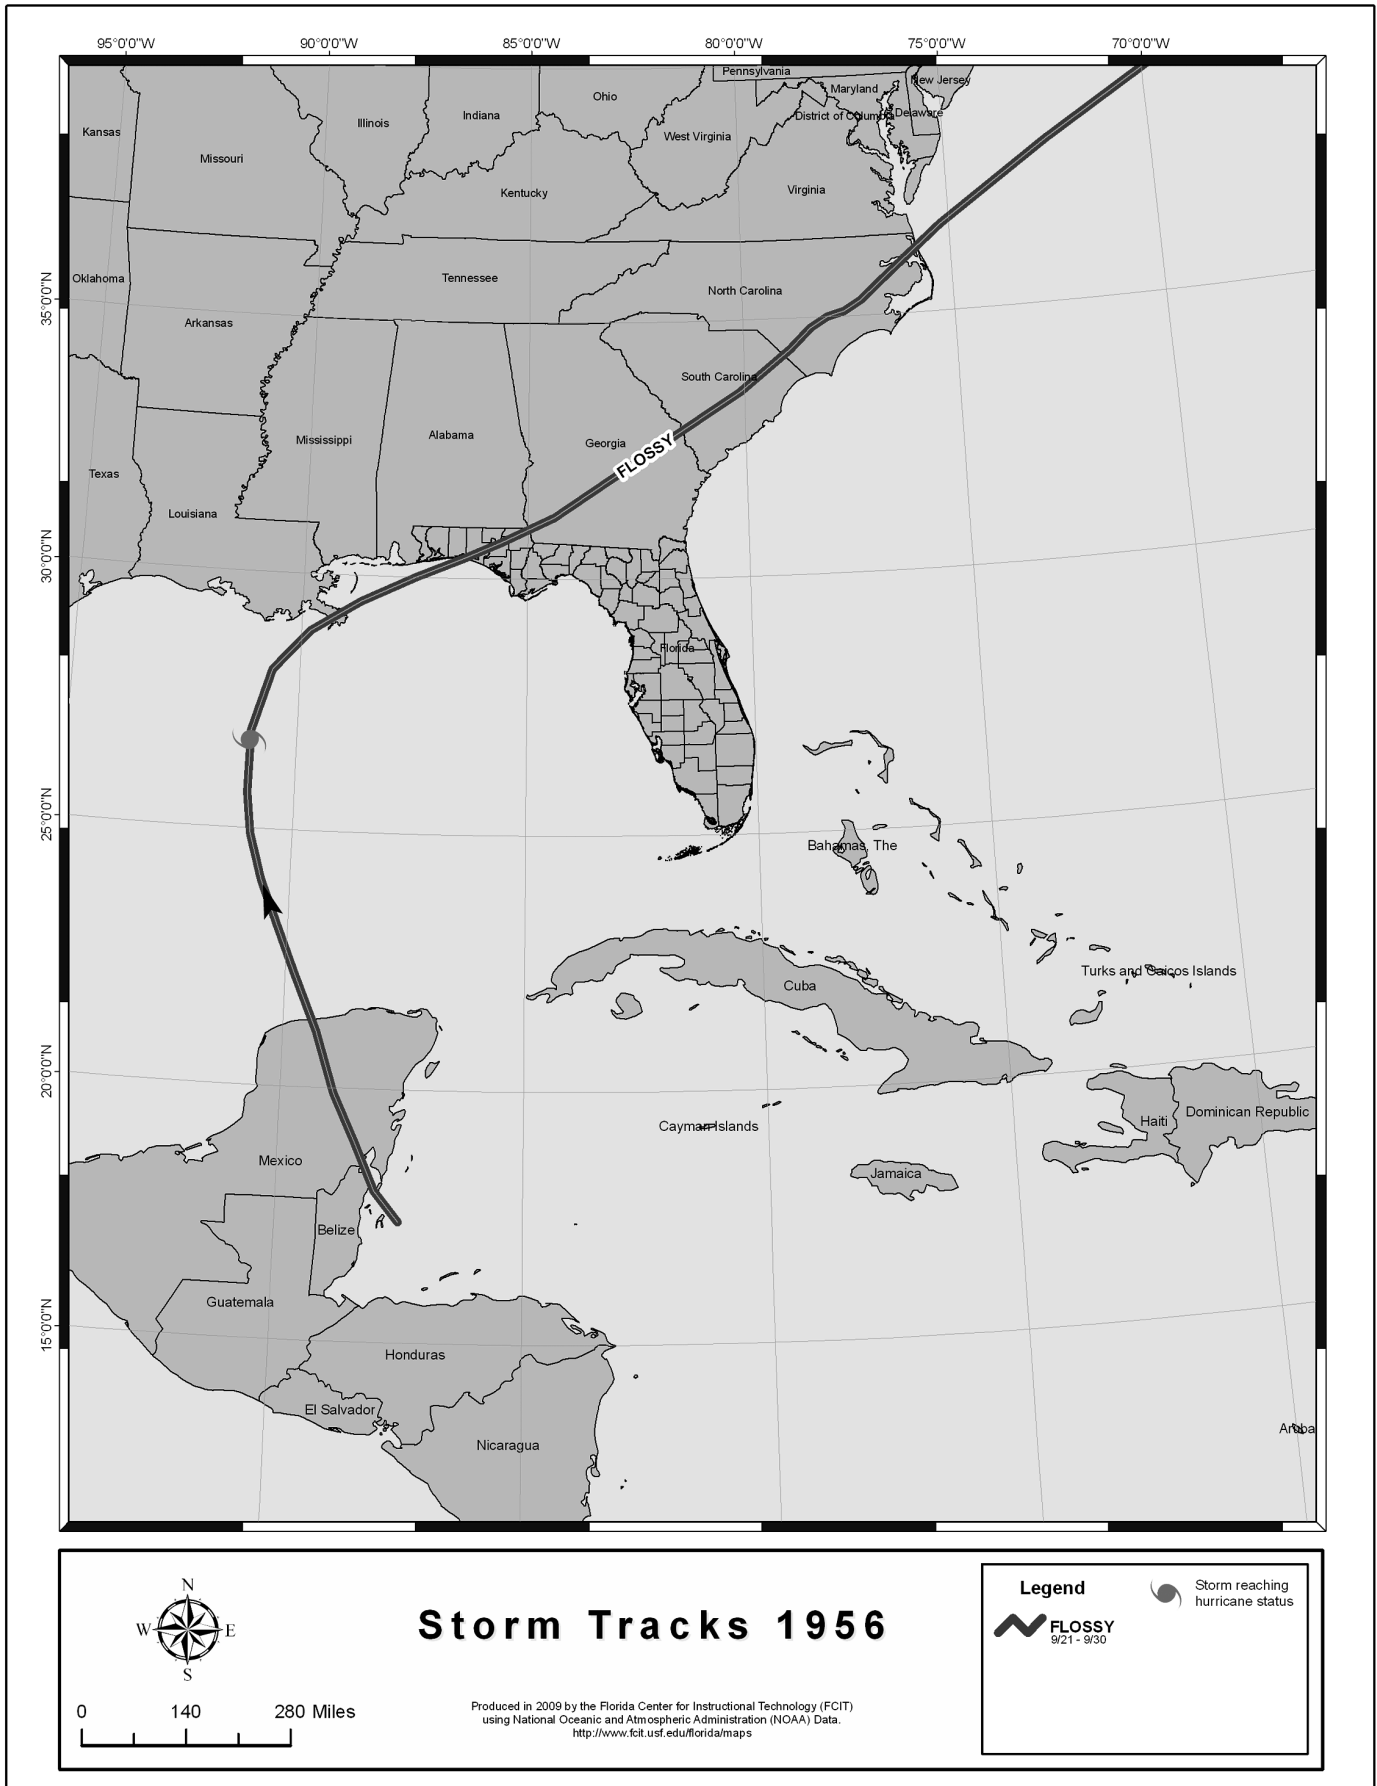 95°0'0"W 90°0'0"W 85°0'0"W 80°0'0"W 75°0'0"W 70°0'0"W
Pennsylvania
New Jersey
Maryland
Ohio
Indiana
Illinois
Kansas
District of Columbia
Delaware
West Virginia
Missouri
Kentucky
Virginia
35°0'0"N
Oklahoma
Tennessee
North Carolina
Arkansas
South Carolina
Mississippi
Alabama
Georgia
FLOSSY
Texas
Louisiana
30°0'0"N
Florida
25°0'0"N
Bahamas, The
Turks and Caicos Islands
Cuba
20°0'0"N
Cayman Islands
Haiti
Dominican Republic
Mexico
Jamaica
Belize
Guatemala
15°0'0"N
Honduras
El Salvador
Nicaragua
Aruba
N
W E
S
0 140 280 Miles
Storm Tracks 1956
Produced in 2009 by the Florida Center for Instructional Technology (FCIT)
using National Oceanic and Atmospheric Administration (NOAA) Data.
http://www.fcit.usf.edu/florida/maps
Legend
FLOSSY
9/21 - 9/30
Storm reaching
hurricane status